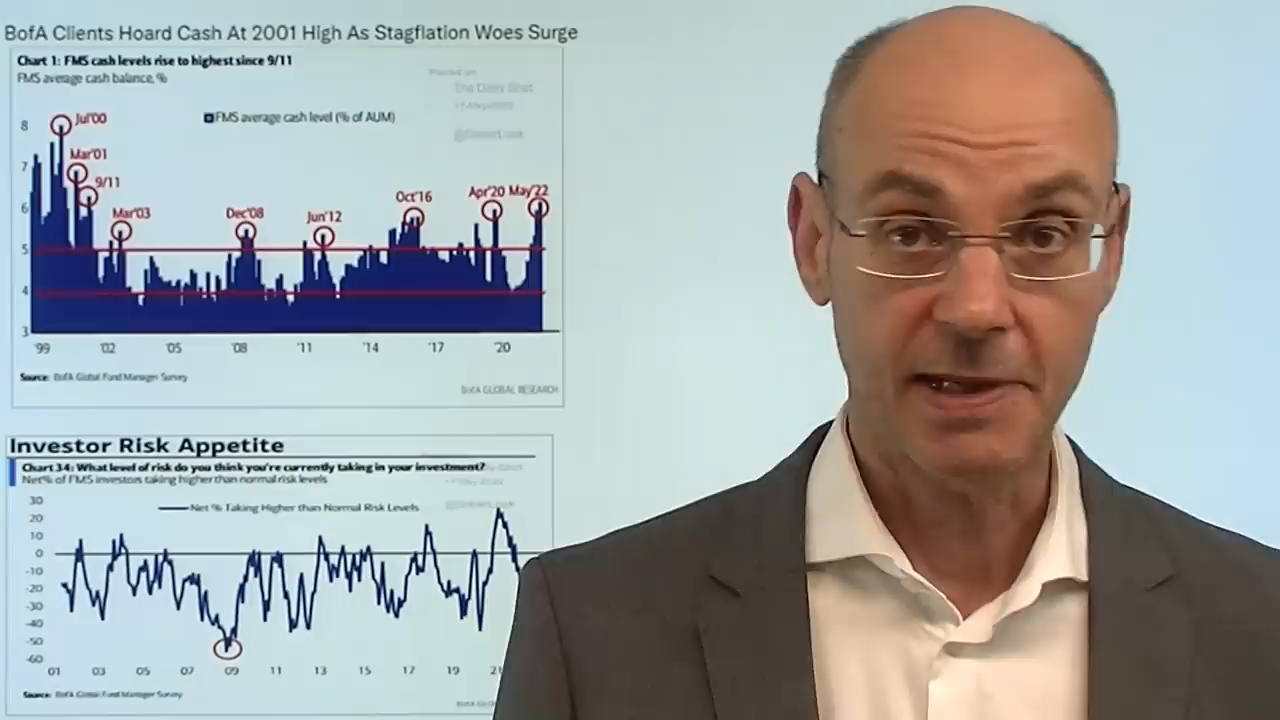 BofA Clients Hoard Cash At 2001 High As Stagflation Woes Surge
Chart 1: FMS cash levels rise to highest since 9/11
FMS average cash balance, %
Posted on
The Daily Shot
FMS average cash level (% of AUM)
8
7
6
5
4
3
Jul'00
Mar'01
9/11
Mar'03
Dec'08
Jun'12
Oct'16
Apr'20
May'22
'99 '02 '05 '08 '11 '14 '17 '20
Source: BofA Global Fund Manager Survey
BofA GLOBAL RESEARCH
Investor Risk Appetite
Chart 34: What level of risk do you think you're currently taking in your investment?
Net% of FMS investors taking higher than normal risk levels
Net % Taking Higher than Normal Risk Levels
30
20
10
0
-10
-20
-30
-40
-50
-60
01 03 05 07 09 11 13 15 17 19
Source: BofA Global Fund Manager Survey